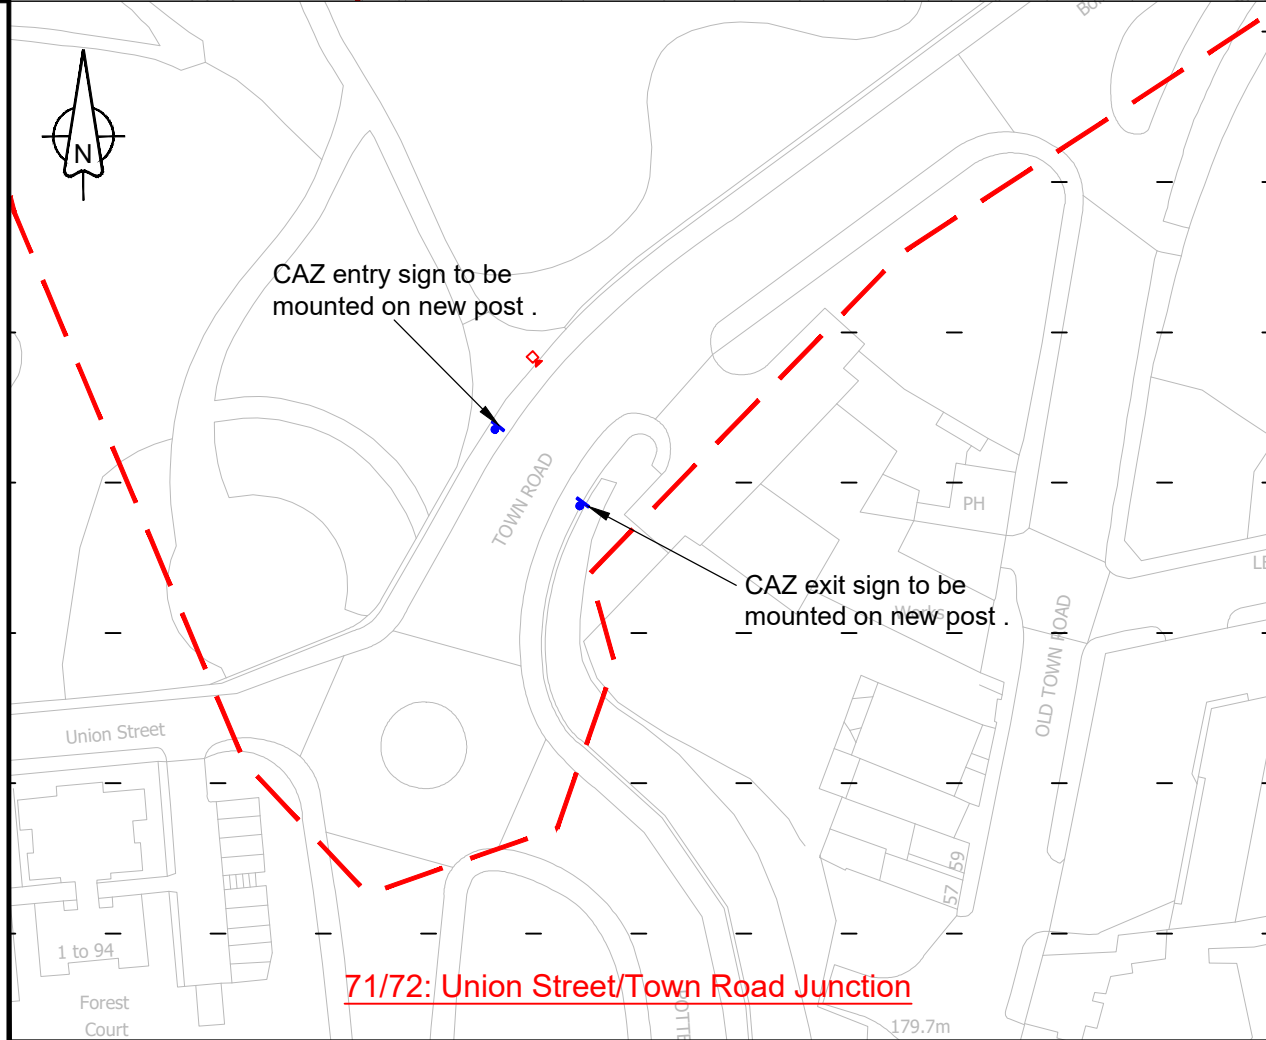 N
CAZ entry sign to be
mounted on new post .
TOWN ROAD
PH
CAZ exit sign to be
mounted on new post .
Works
OLD TOWN ROAD
Union Street
57 59
1 to 94
71/72: Union Street/Town Road Junction
Forest
Court
179.7m